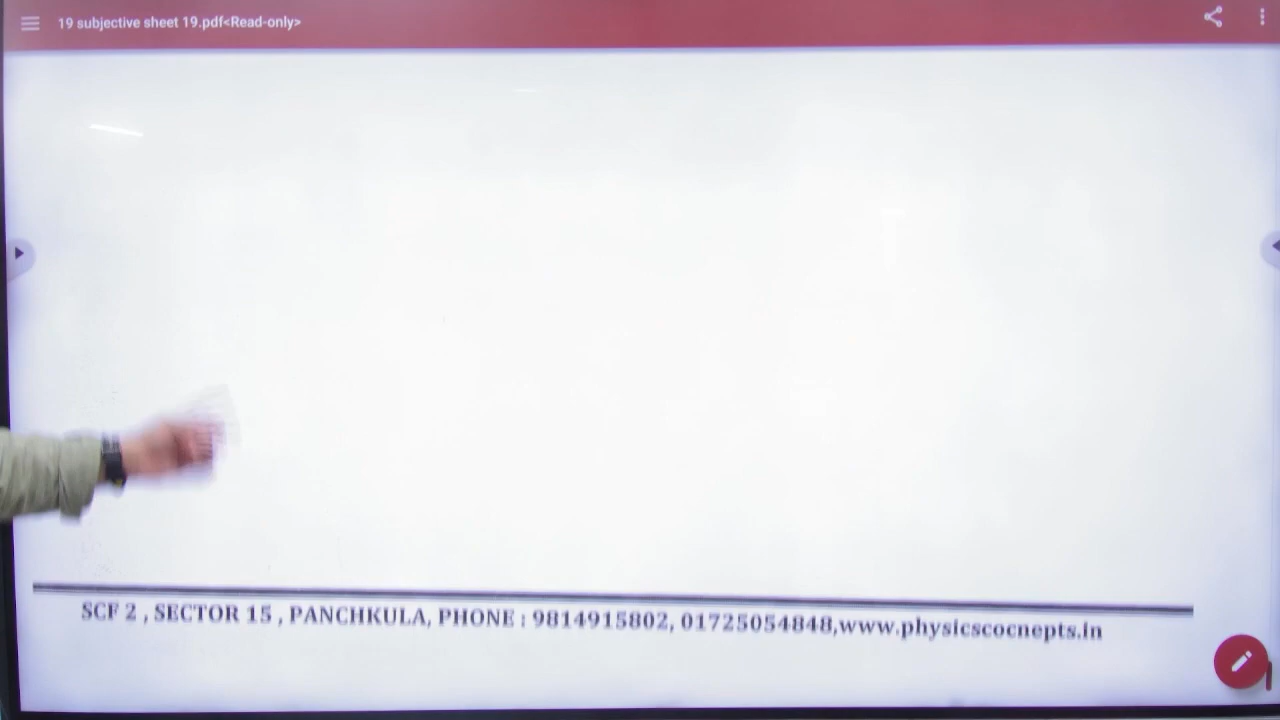 19 subjective sheet 19.pdf<Read-only>
SCF 2 , SECTOR 15 , PANCHKULA, PHONE : 9814915802, 01725054848,www.physicscocnepts.in